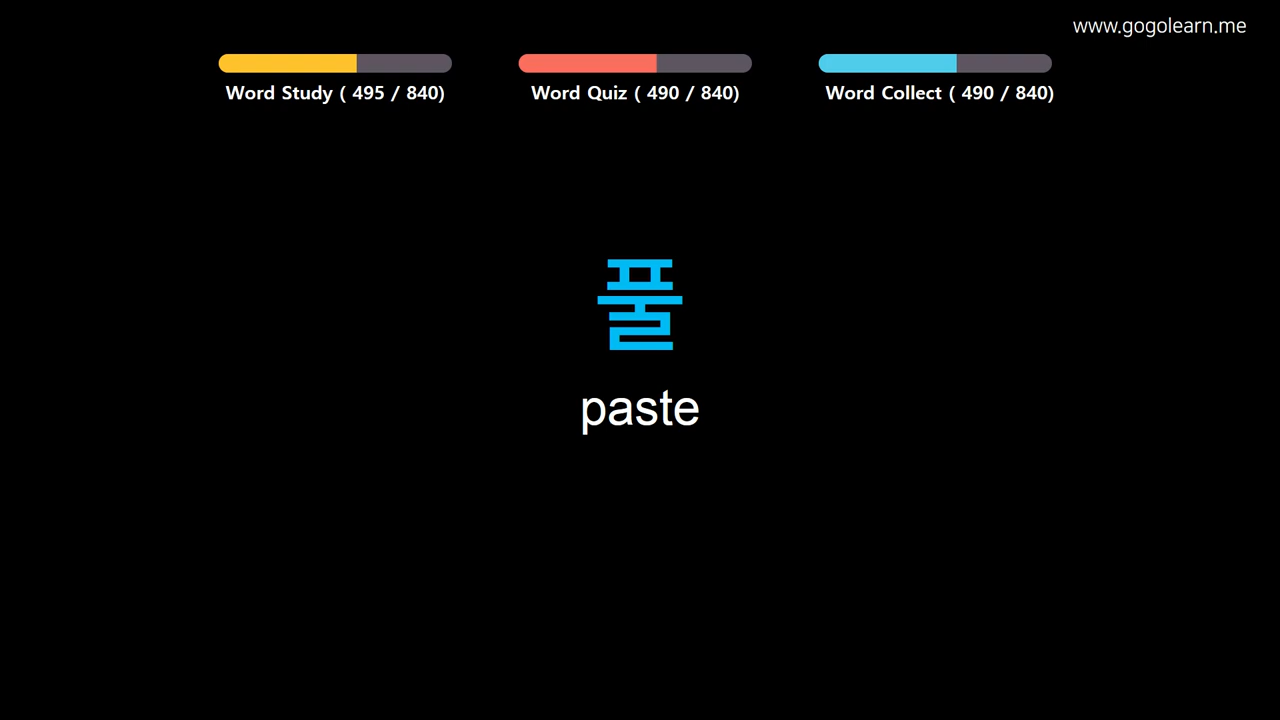 www.gogolearn.me
Word Study ( 495 / 840)
Word Quiz ( 490 / 840)
Word Collect ( 490 / 840)
풀
paste